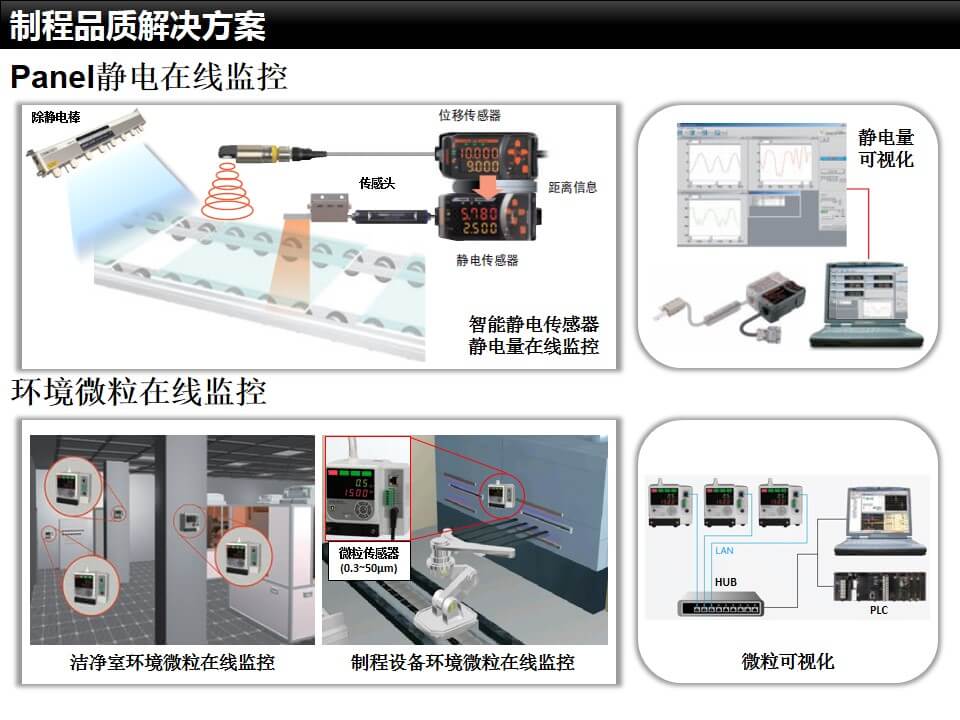 制程品质解决方案
Panel静电在线监控
除静电棒
位移传感器
10.000
9.000
传感头
距离信息
5.780
2.500
静电传感器
智能静电传感器
静电量在线监控
静电量
可视化
环境微粒在线监控
0.5
1500
微粒传感器
(0.3~50μm)
洁净室环境微粒在线监控
制程设备环境微粒在线监控
LAN
HUB
PLC
微粒可视化